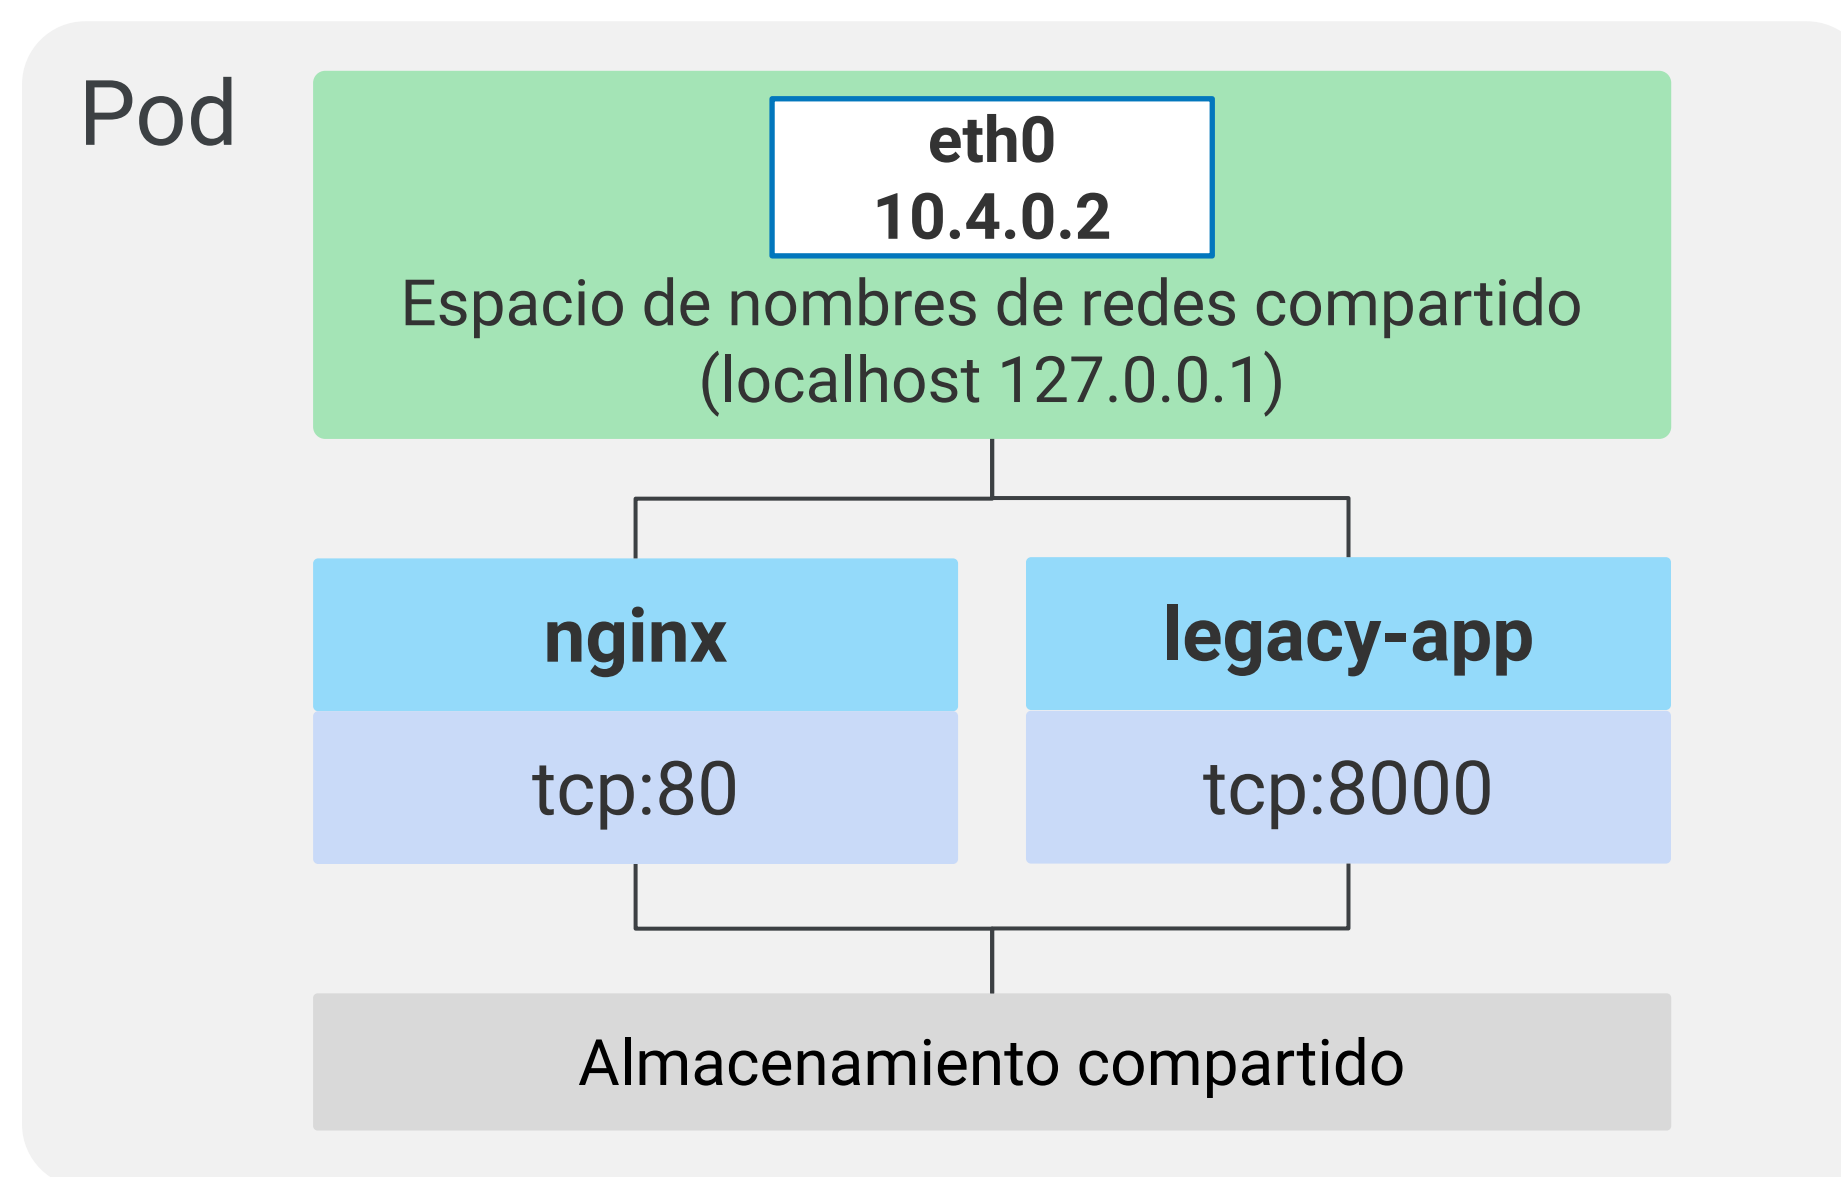 Pod
eth0
10.4.0.2
Espacio de nombres de redes compartido
(localhost 127.0.0.1)
nginx
legacy-app
tcp:80
tcp:8000
Almacenamiento compartido